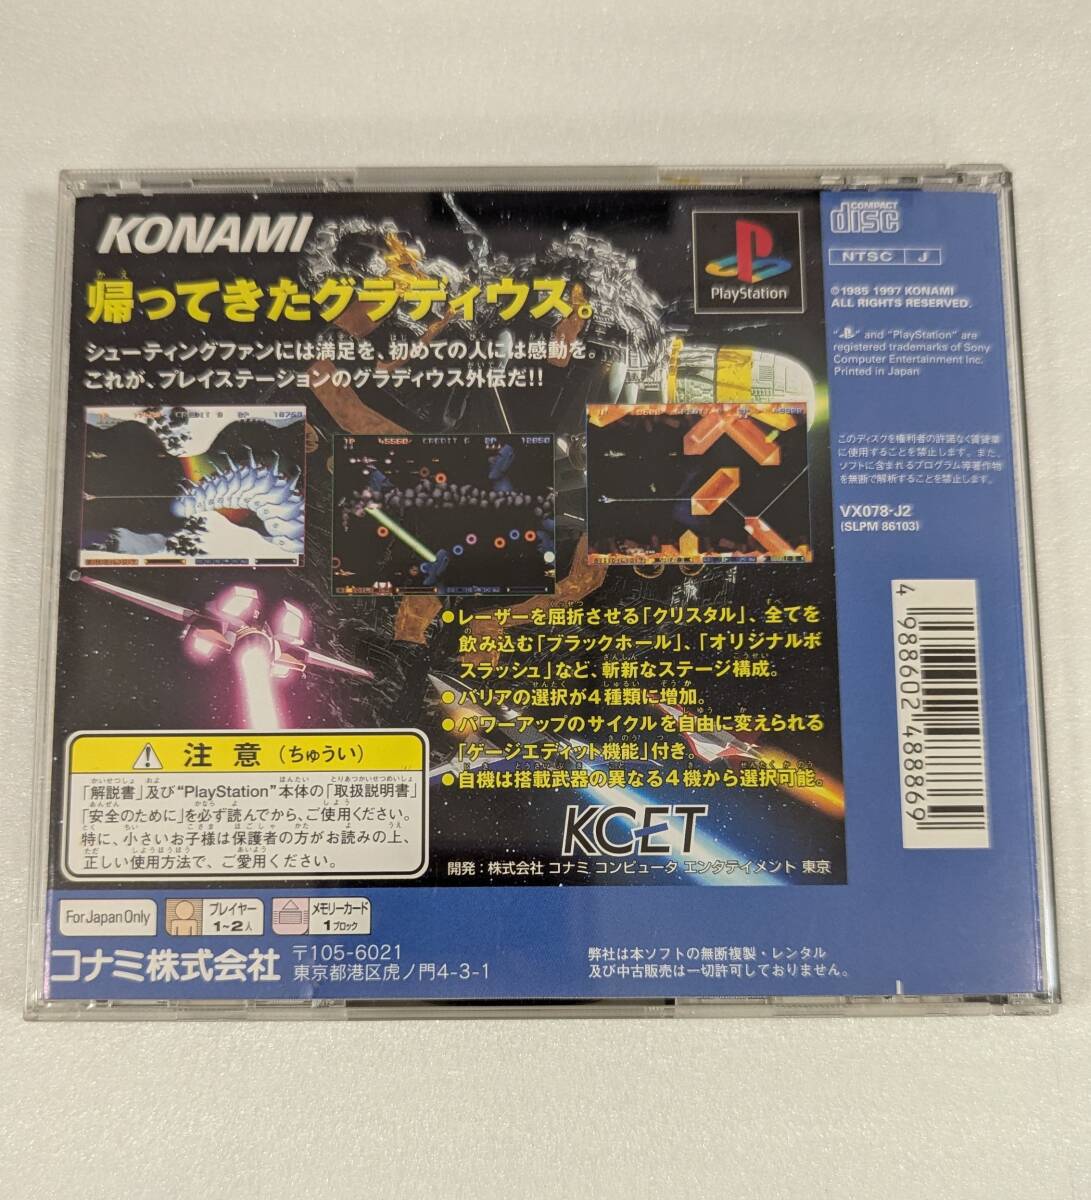 KONAMI
帰ってきたグラディウス。
シューティングファンには満足を、初めての人には感動を。
これが、プレイステーションのグラディウス外伝だ!!
PlayStation
COMPACT
disc
NTSC J
©1985 1997 KONAMI
ALL RIGHTS RESERVED.
" " and "PlayStation" are
registered trademarks of Sony
Computer Entertainment Inc.
Printed in Japan
このディスクを権利者の許諾なく賃貸業
に使用することを禁止します。また、
ソフトに含まれるプログラム等著作物
を無断で解析することを禁止します。
VX078-J2
(SLPM 86103)
4 988602 488869
1P CREDIT 0 2P 18760
1P 45560 CREDIT 6 2P
●レーザーを屈折させる「クリスタル」、全てを
飲み込む「ブラックホール」、「オリジナルボ
スラッシュ」など、斬新なステージ構成。
●バリアの選択が4種類に増加。
●パワーアップのサイクルを自由に変えられる
「ゲージエディット機能」付き。
●自機は搭載武器の異なる4機から選択可能。
KCET
開発：株式会社 コナミ コンピュータ エンタテイメント 東京
注意（ちゅうい）
「解説書」及び"PlayStation"本体の「取扱説明書」
「安全のために」を必ず読んでから、ご使用ください。
特に、小さいお子様は保護者の方がお読みの上、
正しい使用方法で、ご愛用ください。
For Japan Only
プレイヤー
1~2人
メモリーカード
1ブロック
コナミ株式会社
〒105-6021
東京都港区虎ノ門4-3-1
弊社は本ソフトの無断複製・レンタル
及び中古販売は一切許可しておりません。